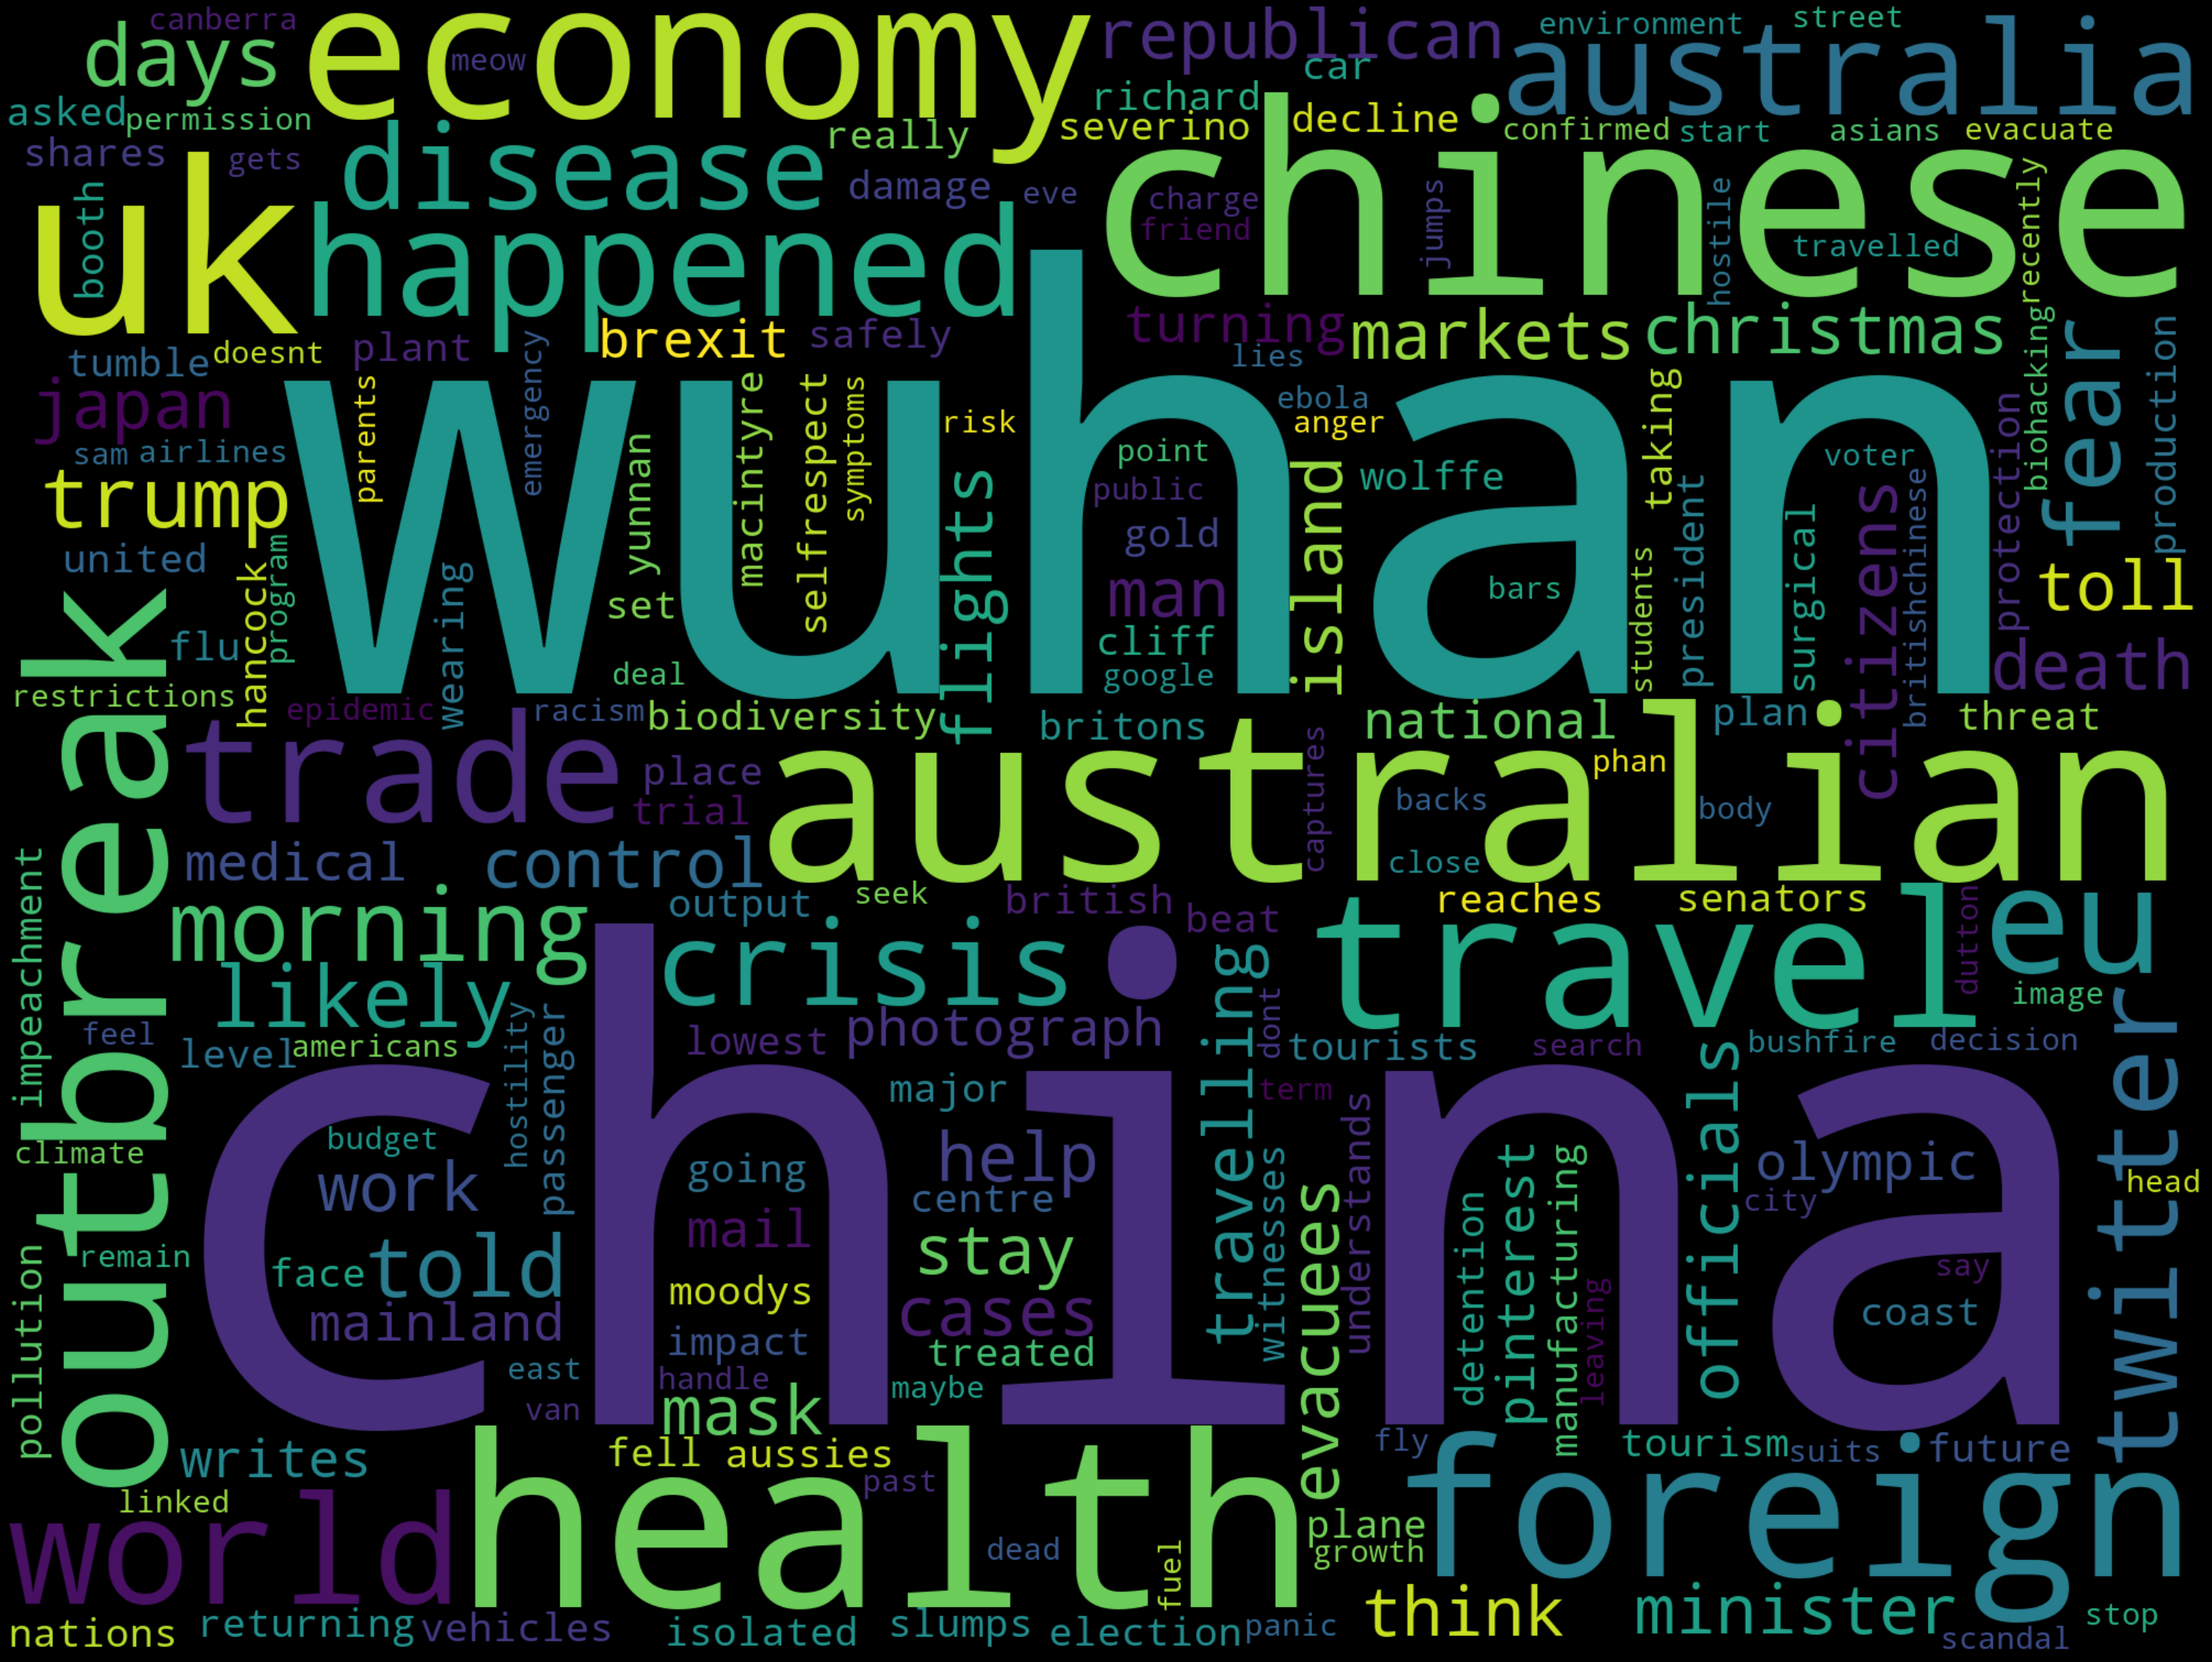 canberra
days
economy
meow
republican
environment
street
australia
car
asked
permission
richard
severino
decline
confirmed
start
asians
evacuate
shares
gets
disease
really
chinese
uk
booth
happened
damage
eve
charge
friend
jumps
hostile
travelled
recently
tumble
doesnt
plant
brexit
safely
turning
lies
markets
christmas
biohacking
fear
production
japan
parents
emergency
wuhan
macintyre
selfrespect
symptoms
risk
ebola
anger
taking
sam
airlines
trump
yunnan
flights
point
public
island
wolffe
voter
president
surgical
citizens
britishchinese
protection
united
hancock
program
wearing
set
gold
man
bars
students
toll
flu
deal
cliff
google
death
restrictions
outbreak
epidemic
racism
biodiversity
britons
national
plan
threat
trade
place
trial
australian
captures
phan
backs
body
close
medical
control
impeachment
morning
output
seek
british
beat
reaches
senators
travel
dutton
eu
likely
crisis
image
feel
level
americans
hostility
passenger
lowest
photograph
travelling
dont
tourists
search
bushfire
decision
china
major
term
officials
twitter
climate
budget
work
going
help
centre
witnesses
understands
evacuees
detention
pinterest
manufacturing
leaving
olympic
city
head
pollution
remain
face
told
mail
stay
say
mainland
moodys
cases
coast
impact
treated
east
handle
maybe
van
mask
writes
fell
aussies
fly
tourism
suits
future
linked
past
world
health
foreign
dead
fuel
plane
growth
nations
returning
vehicles
isolated
slumps
election
panic
think
minister
scandal
stop